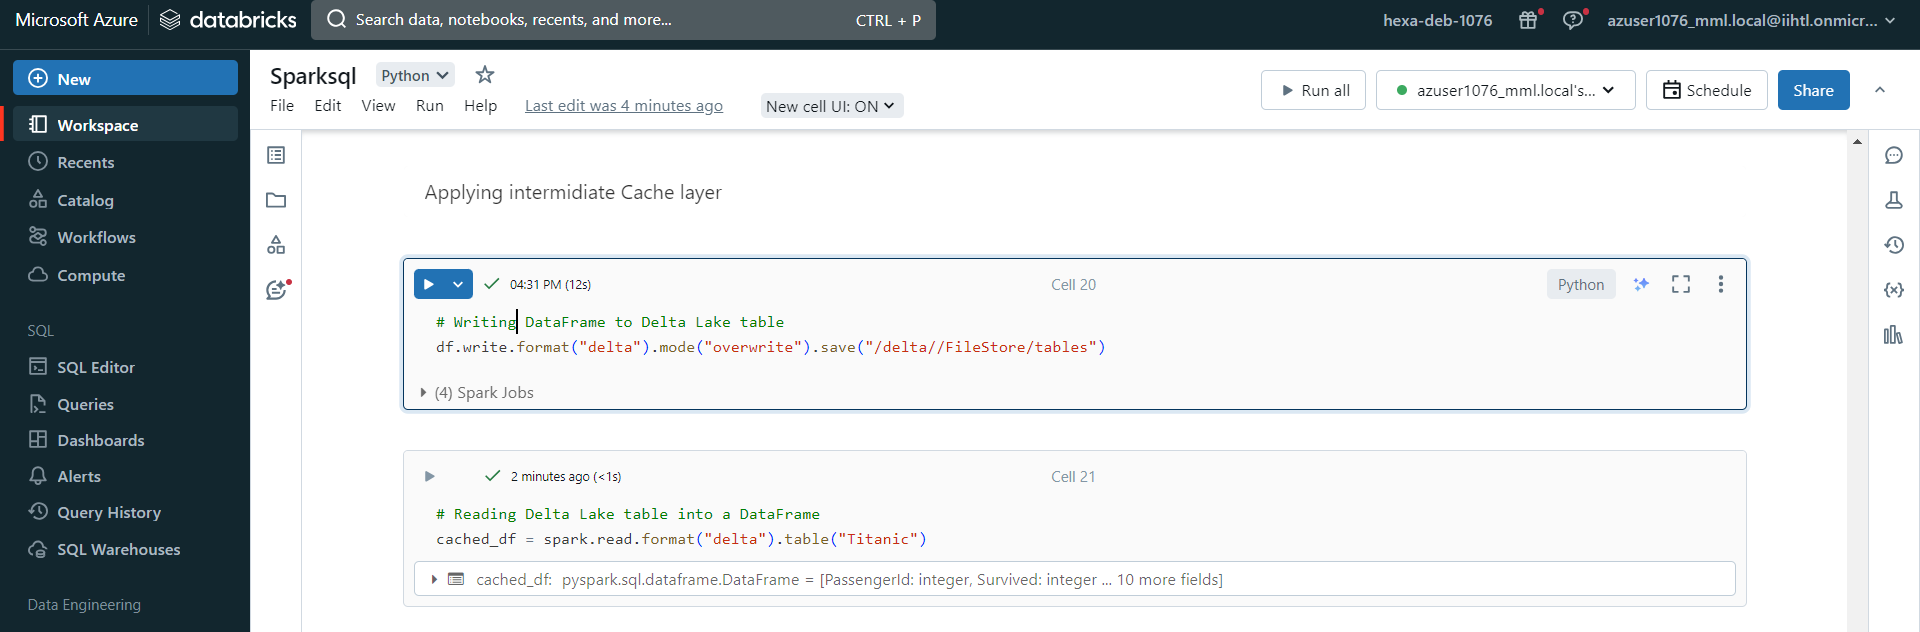 Microsoft Azure databricks Search data, notebooks, recents, and more... CTRL + P hexa-deb-1076 azuser1076_mml.local@iihtl.onmicr...
New
Workspace
Recents
Catalog
Workflows
Compute
SQL
SQL Editor
Queries
Dashboards
Alerts
Query History
SQL Warehouses
Data Engineering
Sparksql Python
File Edit View Run Help Last edit was 4 minutes ago New cell UI: ON
Run all azuser1076_mml.local's... Schedule Share
Applying intermidiate Cache layer
04:31 PM (12s) Cell 20 Python
# Writing DataFrame to Delta Lake table
df.write.format("delta").mode("overwrite").save("/delta//FileStore/tables")
(4) Spark Jobs
2 minutes ago (<1s) Cell 21
# Reading Delta Lake table into a DataFrame
cached_df = spark.read.format("delta").table("Titanic")
cached_df: pyspark.sql.dataframe.DataFrame = [PassengerId: integer, Survived: integer ... 10 more fields]